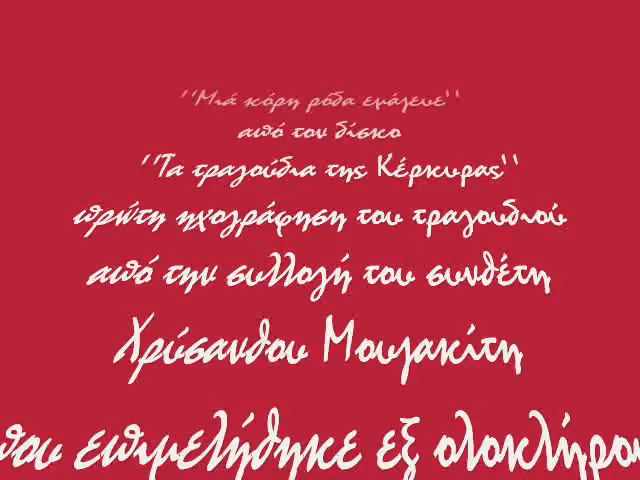 ''Μιά κόρη ρόδα εμάζευε''
από τον δίσκο
''Τα τραγούδια της Κέρκυρας''
πρώτη ηχογράφηση του τραγουδιού
από την συλλογή του συνθέτη
Χρύσανθου Μουζακίτη
που επιμελήθηκε εξ ολοκλήρου